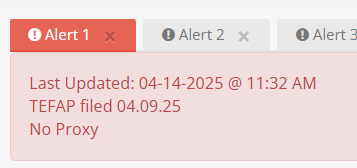 Alert 1 × Alert 2 × Alert 3
Last Updated: 04-14-2025 @ 11:32 AM
TEFAP filed 04.09.25
No Proxy